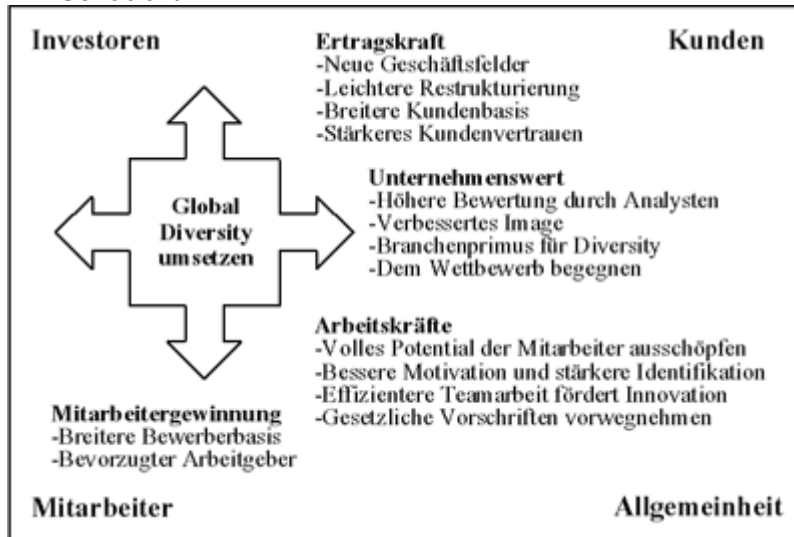 Investoren
Kunden
Ertragskraft
-Neue Geschäftsfelder
-Leichtere Restrukturierung
-Breitere Kundenbasis
-Stärkeres Kundenvertrauen
Global
Diversity
umsetzen
Unternehmenswert
-Höhere Bewertung durch Analysten
-Verbessertes Image
-Branchenprimus für Diversity
-Dem Wettbewerb begegnen
Arbeitskräfte
-Volles Potential der Mitarbeiter ausschöpfen
-Bessere Motivation und stärkere Identifikation
-Effizientere Teamarbeit fördert Innovation
-Gesetzliche Vorschriften vorwegnehmen
Mitarbeitergewinnung
-Breitere Bewerberbasis
-Bevorzugter Arbeitgeber
Mitarbeiter
Allgemeinheit